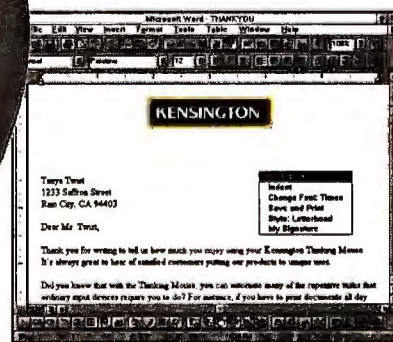 Microsoft Word - THANKYOU
File Edit View Insert Format Tools Table Window Help
100%
Palatino 12
KENSINGTON
Tanya Twist
1233 Saffron Street
Ran City, CA 94403
Indent
Change Font: Times
Save and Print
Style: Letterhead
My Signature
Dear Mr. Twist,
Thank you for writing to tell us how much you enjoy using your Kensington Thinking Mouse.
It's always great to hear of satisfied customers putting our products to unique uses.
Did you know that with the Thinking Mouse, you can automate many of the repetitive tasks that
ordinary input devices require you to do? For instance, if you have to print documents all day